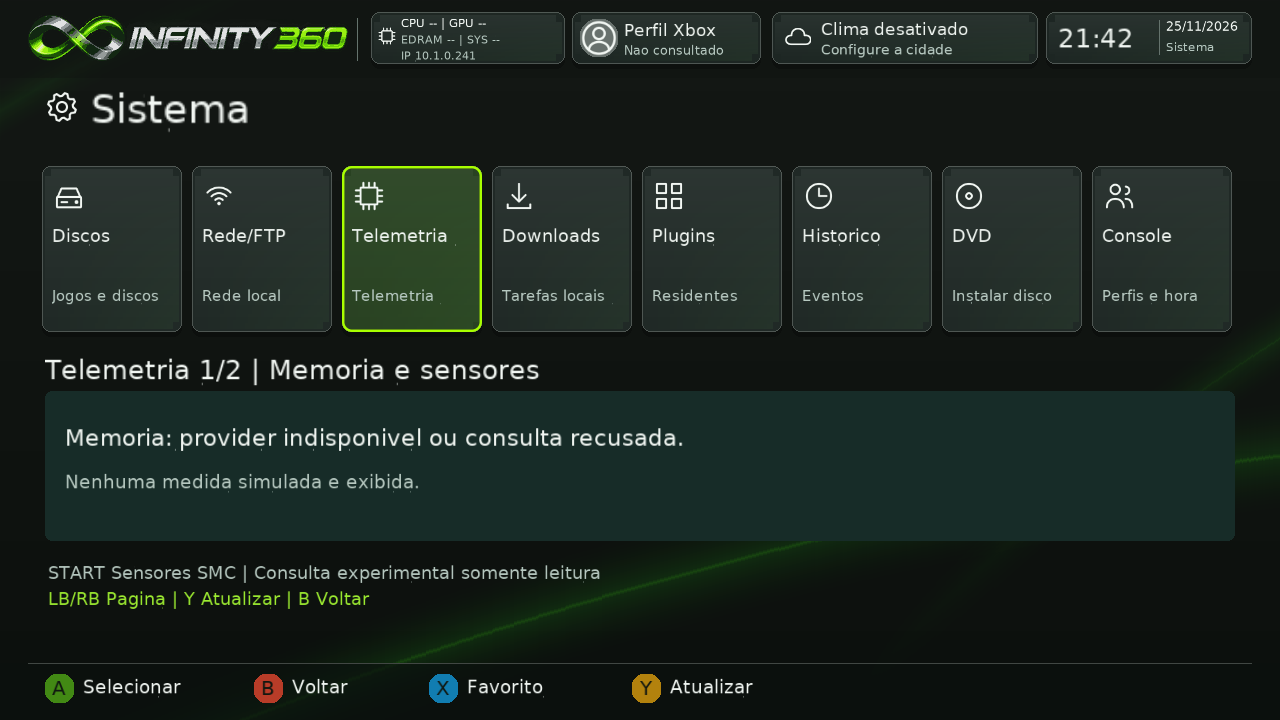 INFINITY 360
CPU -- | GPU --
EDRAM -- | SYS --
IP 10.1.0.241
Perfil Xbox
Nao consultado
Clima desativado
Configure a cidade
21:42
25/11/2026
Sistema
Sistema
Discos
Jogos e discos
Rede/FTP
Rede local
Telemetria
Telemetria
Downloads
Tarefas locais
Plugins
Residentes
Historico
Eventos
DVD
Instalar disco
Console
Perfis e hora
Telemetria 1/2 | Memoria e sensores
Memoria: provider indisponivel ou consulta recusada.
Nenhuma medida simulada e exibida.
START Sensores SMC | Consulta experimental somente leitura
LB/RB Pagina | Y Atualizar | B Voltar
A Selecionar
B Voltar
X Favorito
Y Atualizar